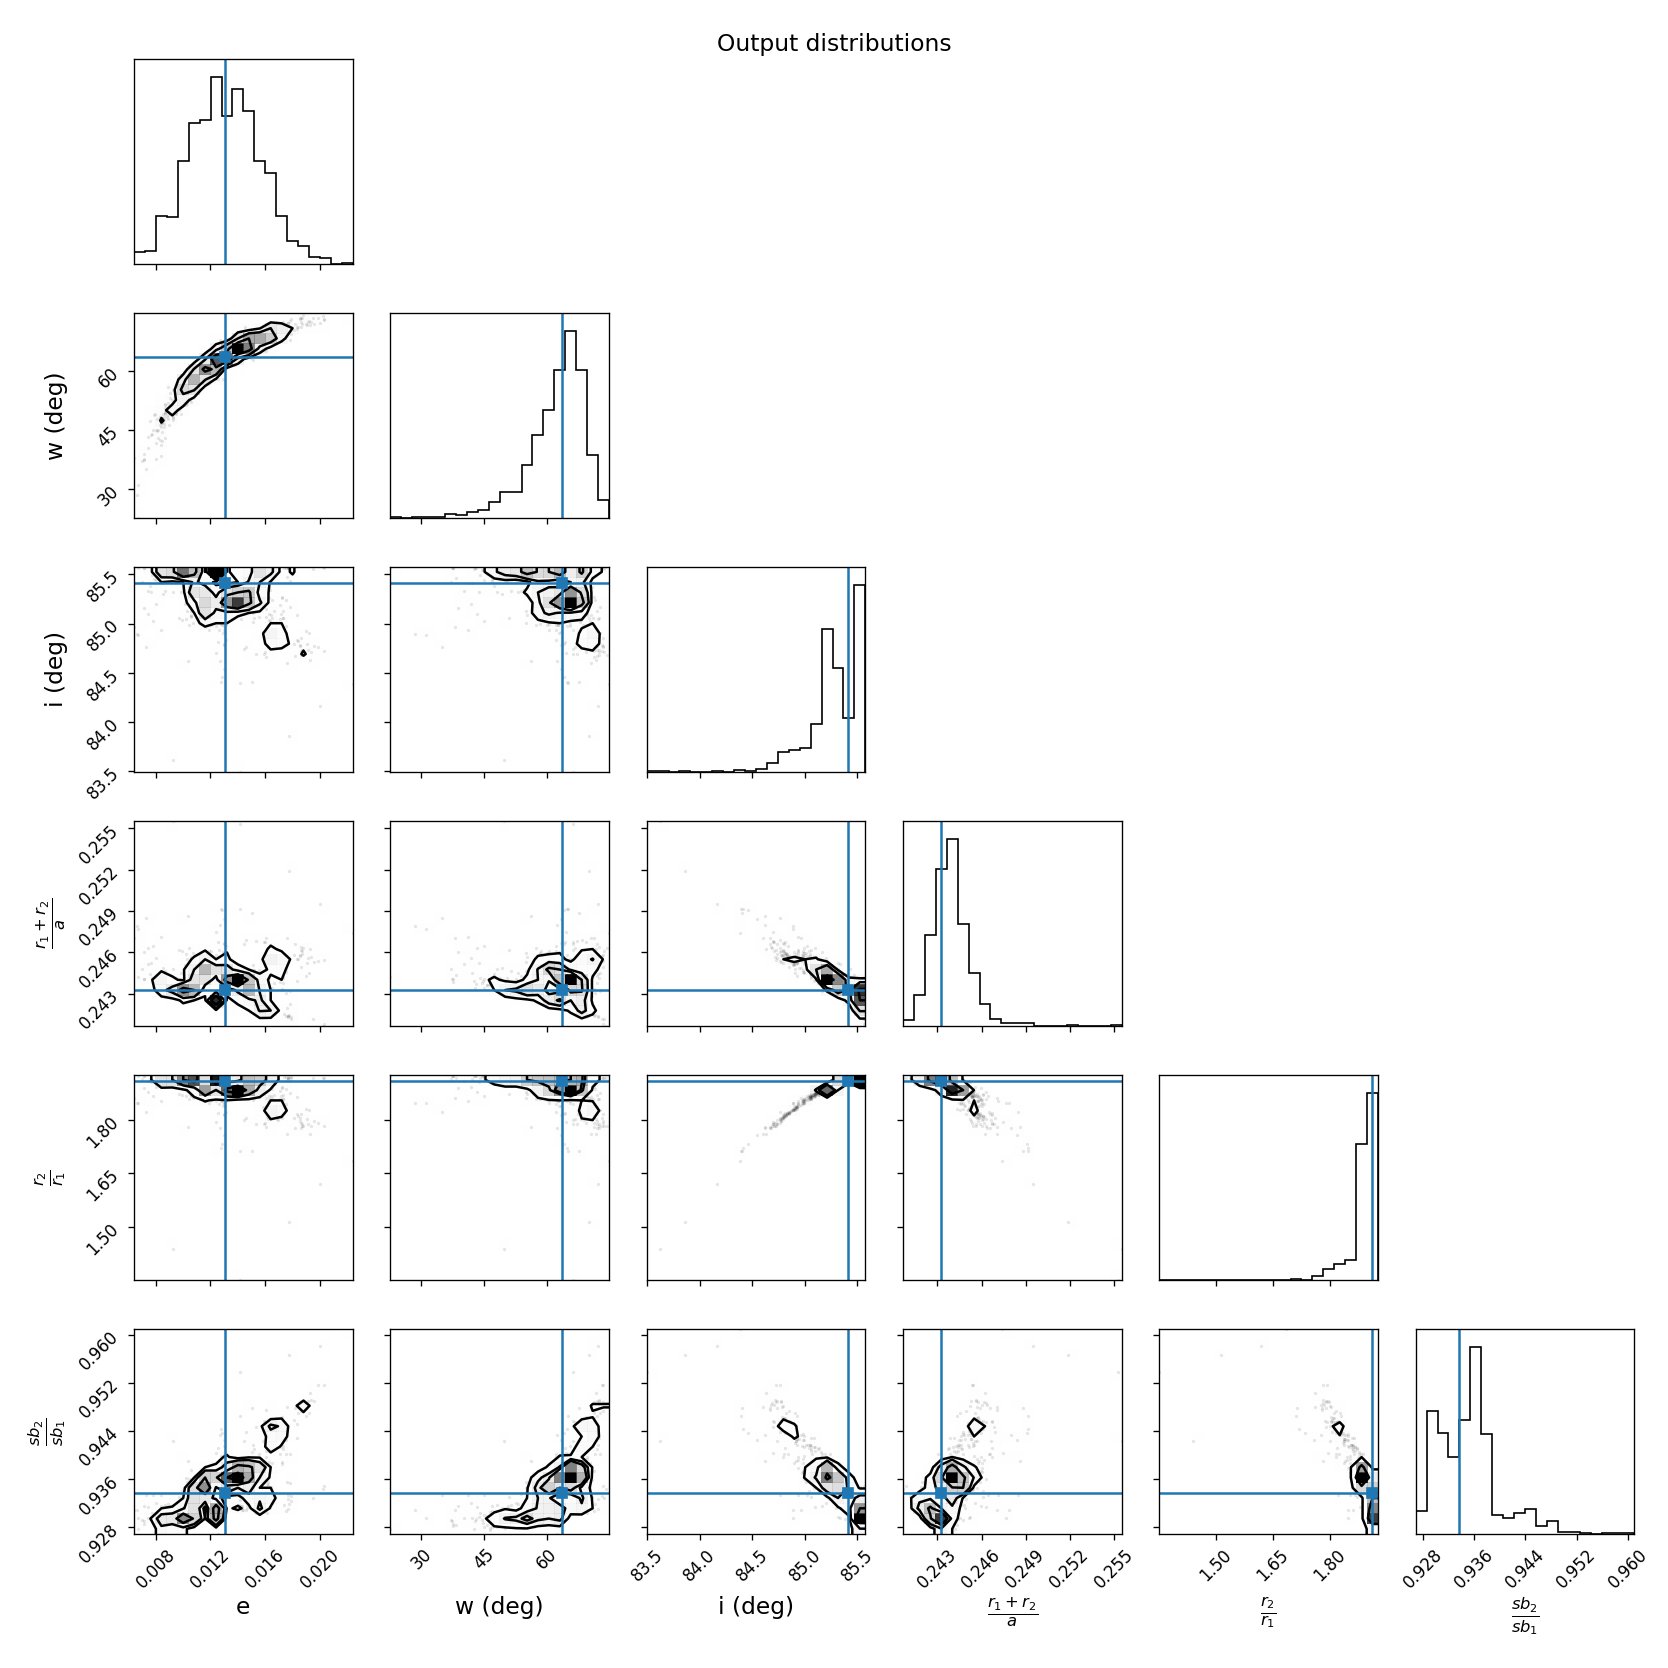 Output distributions
w (deg)
60
45
30
i (deg)
85.5
85.0
84.5
84.0
83.5
r₁ + r₂
a
0.255
0.252
0.249
0.246
0.243
r₂
r₁
1.80
1.65
1.50
sb₂
sb₁
0.960
0.952
0.944
0.936
0.928
0.008 0.012 0.016 0.020 30 45 60 83.5 84.0 84.5 85.0 85.5 0.243 0.246 0.249 0.252 0.255 1.50 1.65 1.80 0.928 0.936 0.944 0.952 0.960
e w (deg) i (deg) r₁ + r₂ r₂ sb₂
a r₁ sb₁